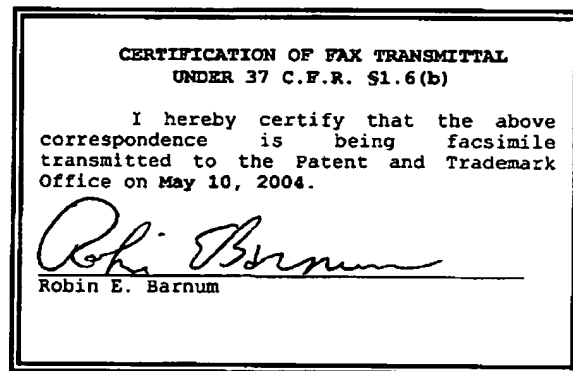 CERTIFICATION OF FAX TRANSMITTAL
UNDER 37 C.F.R. §1.6(b)
I hereby certify that the above
correspondence is being facsimile
transmitted to the Patent and Trademark
Office on May 10, 2004.
Robin Barnum
Robin E. Barnum